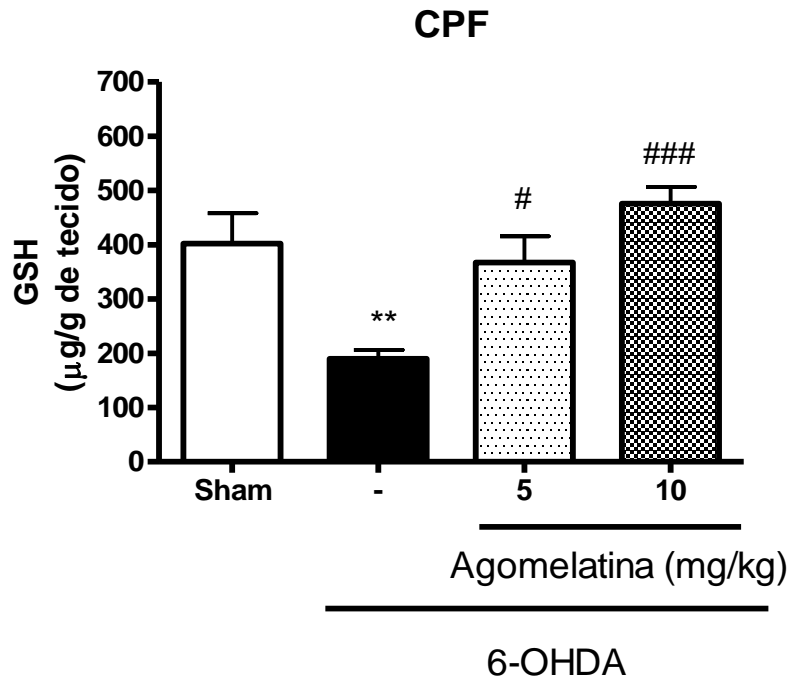 CPF
GSH
(μg/g de tecido)
700
600
500
400
300
200
100
0
**
#
###
Sham - 5 10
Agomelatina (mg/kg)
6-OHDA